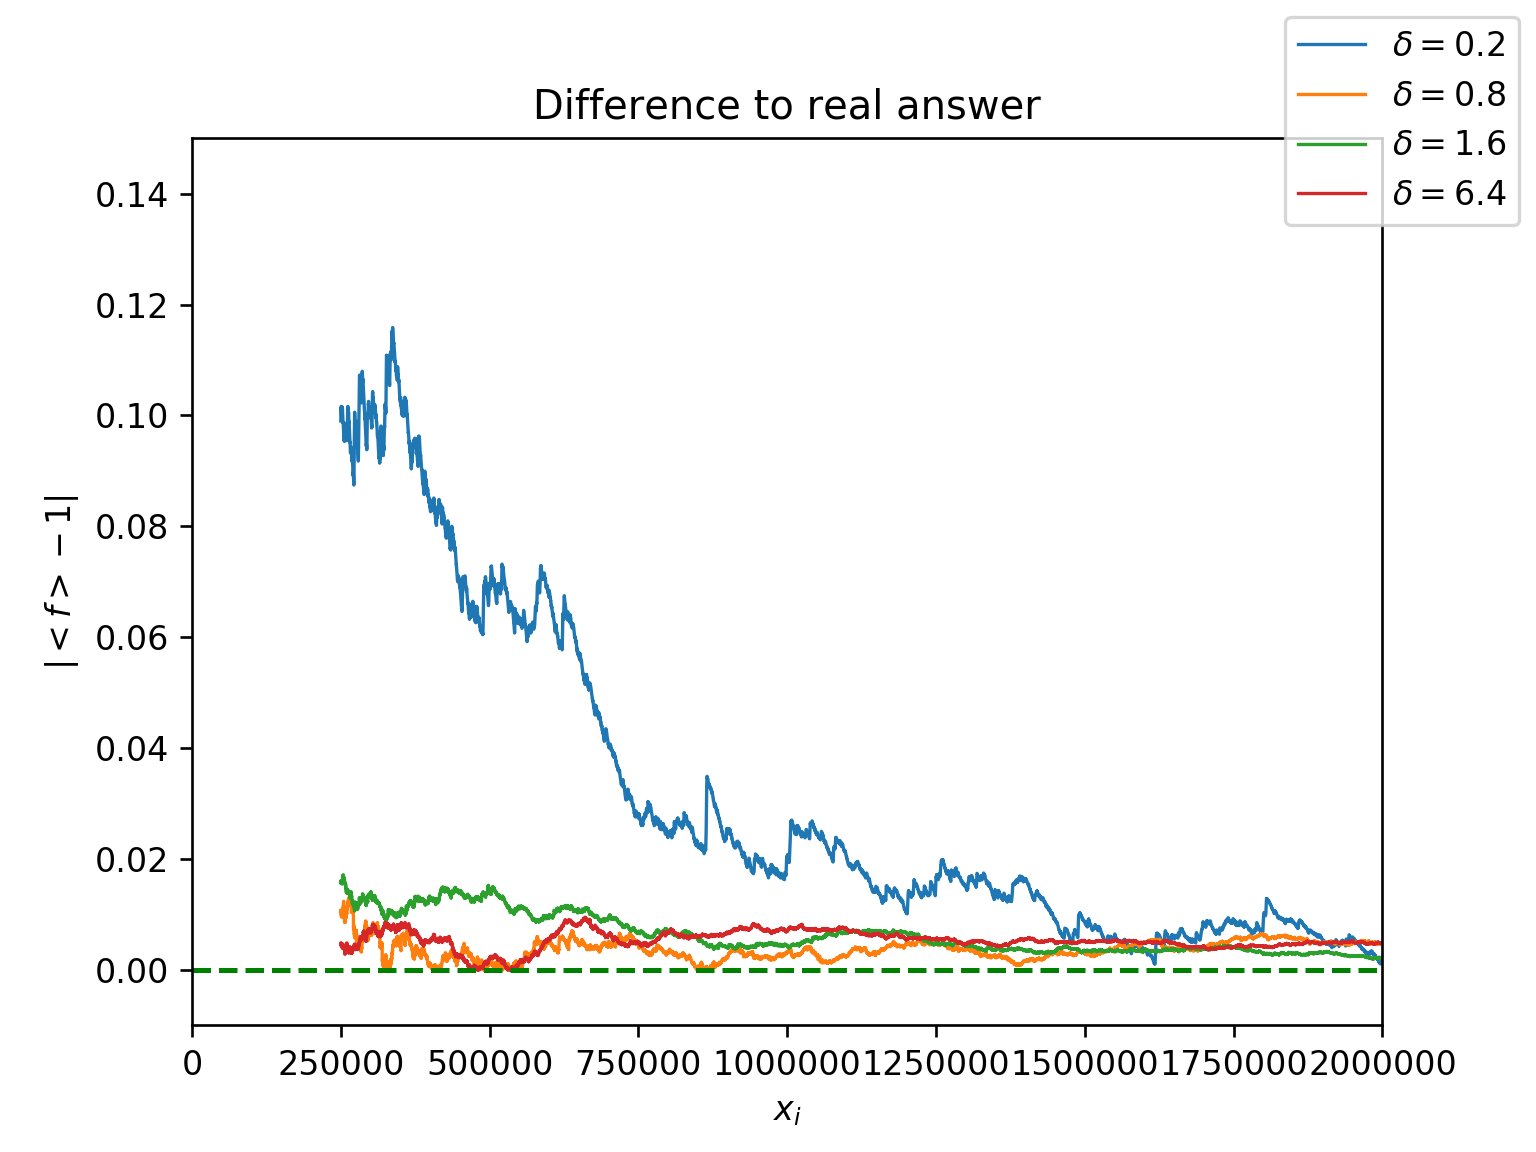 δ = 0.2
δ = 0.8
δ = 1.6
δ = 6.4
Difference to real answer
|< f > − 1|
0.14
0.12
0.10
0.08
0.06
0.04
0.02
0.00
0 250000 500000 750000 1000000 1250000 1500000 1750000 2000000
x_i